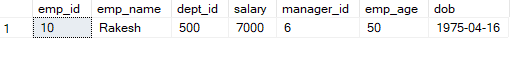 emp_id emp_name dept_id salary manager_id emp_age dob
1 10 Rakesh 500 7000 6 50 1975-04-16